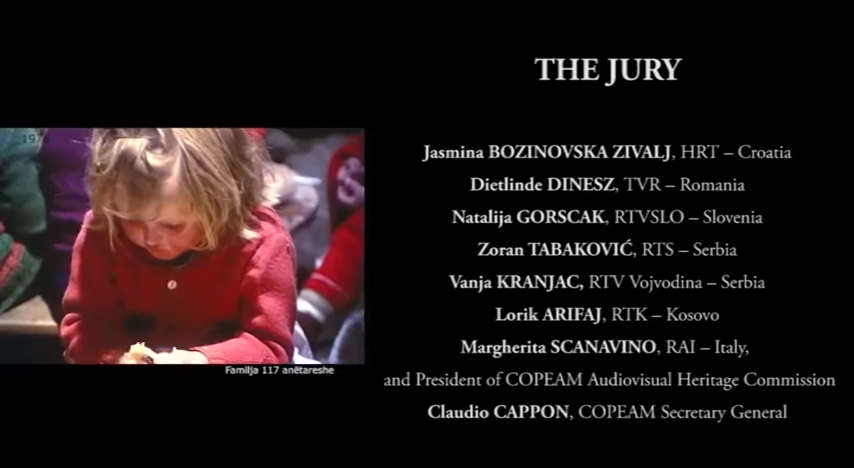 THE JURY
Jasmina BOZINOVSKA ZIVALJ, HRT – Croatia
Dietlinde DINESZ, TVR – Romania
Natalija GORSCAK, RTVSLO – Slovenia
Zoran TABAKOVIĆ, RTS – Serbia
Vanja KRANJAC, RTV Vojvodina – Serbia
Lorik ARIFAJ, RTK – Kosovo
Margherita SCANAVINO, RAI – Italy,
and President of COPEAM Audiovisual Heritage Commission
Claudio CAPPON, COPEAM Secretary General
Familja 117 anëtareshe